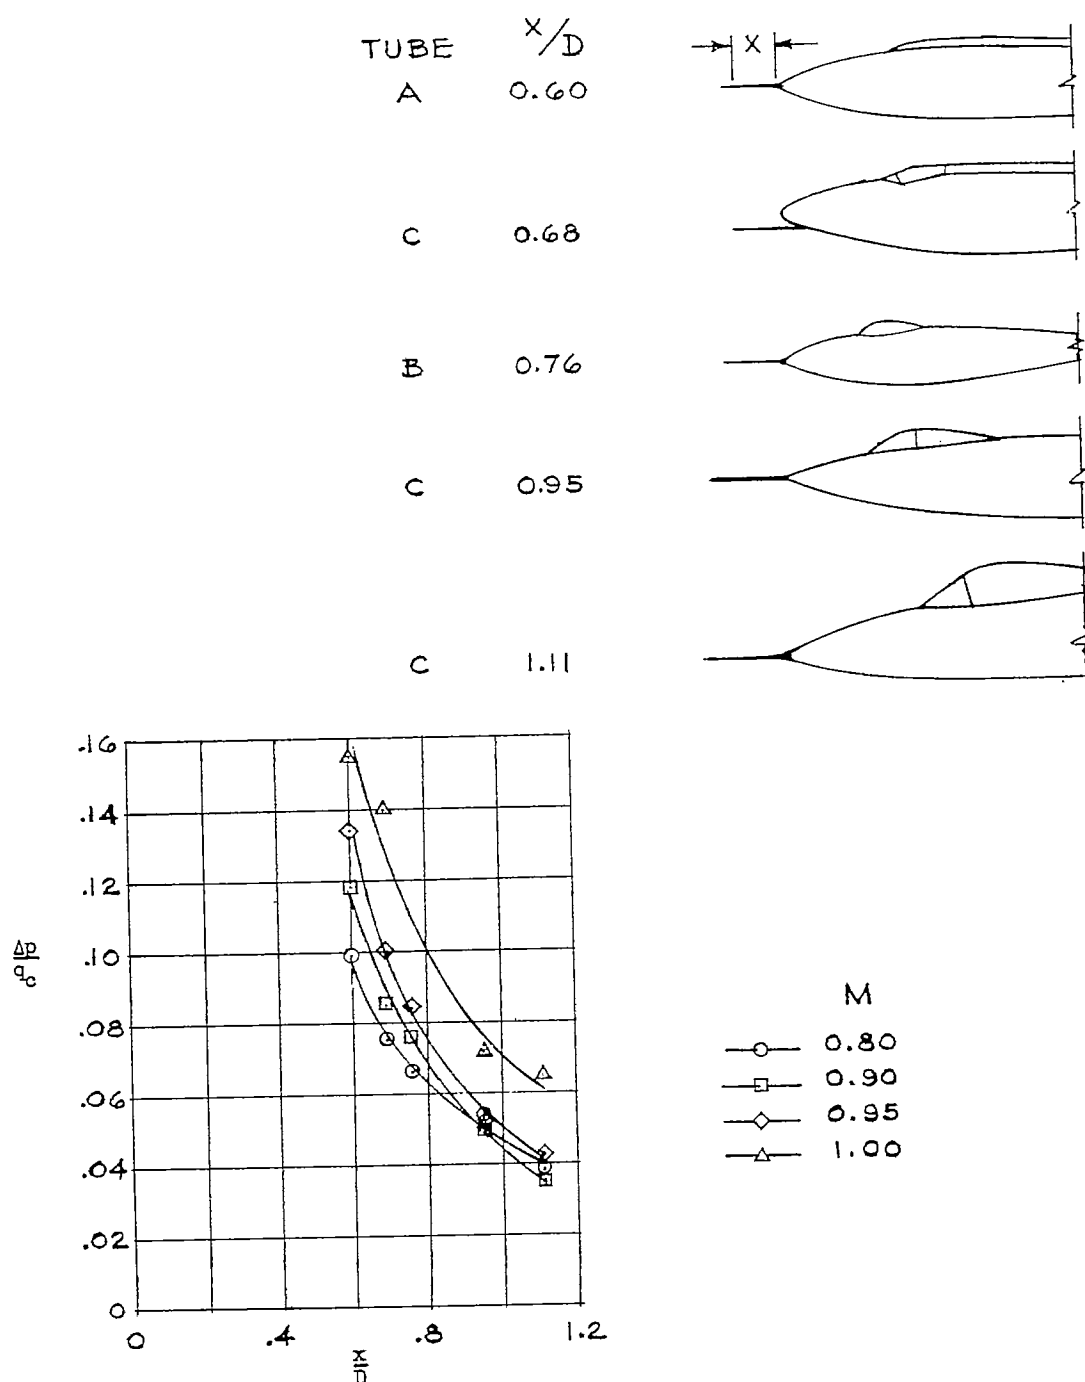 TUBE X/D
X
A 0.60
C 0.68
B 0.76
C 0.95
C 1.11
.16
.14
.12
.10
.08
.06
.04
.02
0
Δp
q_c
0 .4 .8 1.2
x
D
M
0.80
0.90
0.95
1.00